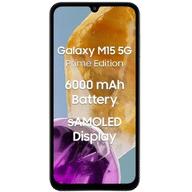 Galaxy M15 5G
Prime Edition
6000 mAh
Battery
sAMOLED
Display